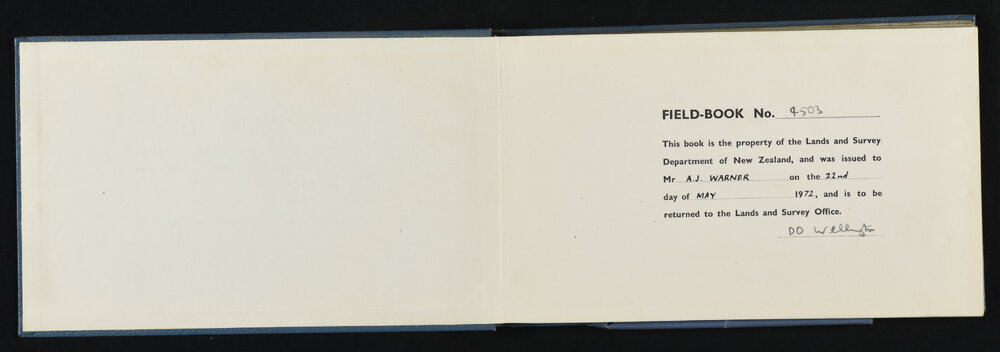 FIELD-BOOK No. 4503
This book is the property of the Lands and Survey
Department of New Zealand, and was issued to
Mr A.J. WARNER on the 22nd
day of MAY 1972, and is to be
returned to the Lands and Survey Office.
DO Wellington